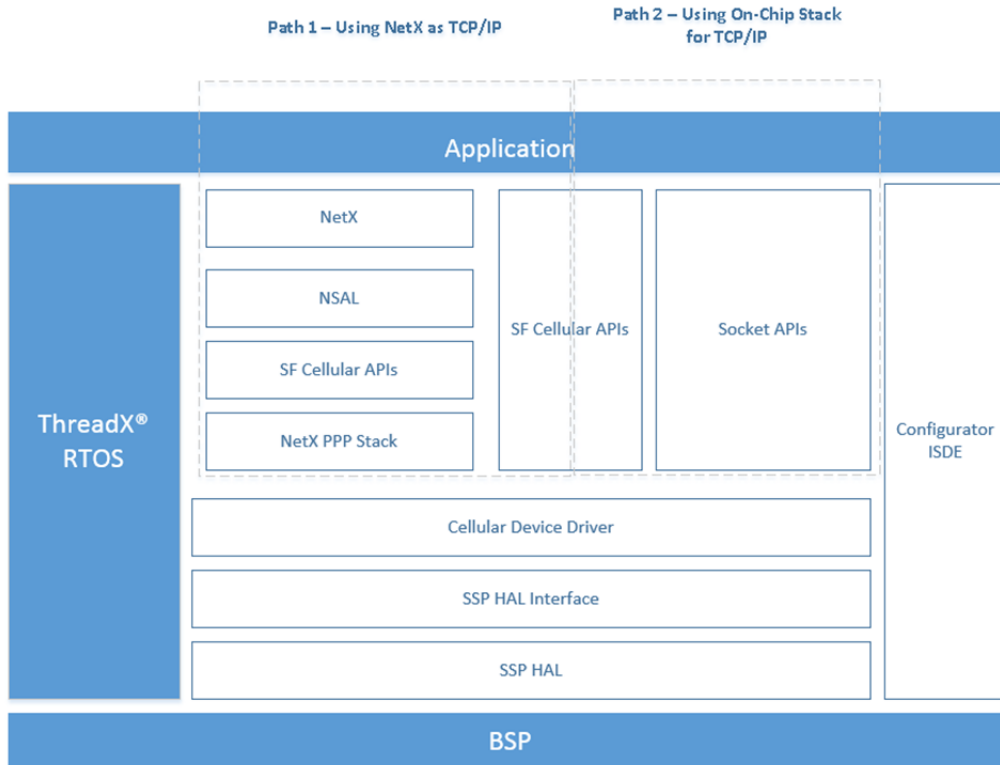 Path 1 – Using NetX as TCP/IP
Path 2 – Using On-Chip Stack
for TCP/IP
Application
ThreadX®
RTOS
NetX
NSAL
SF Cellular APIs
NetX PPP Stack
SF Cellular APIs
Socket APIs
Configurator
ISDE
Cellular Device Driver
SSP HAL Interface
SSP HAL
BSP